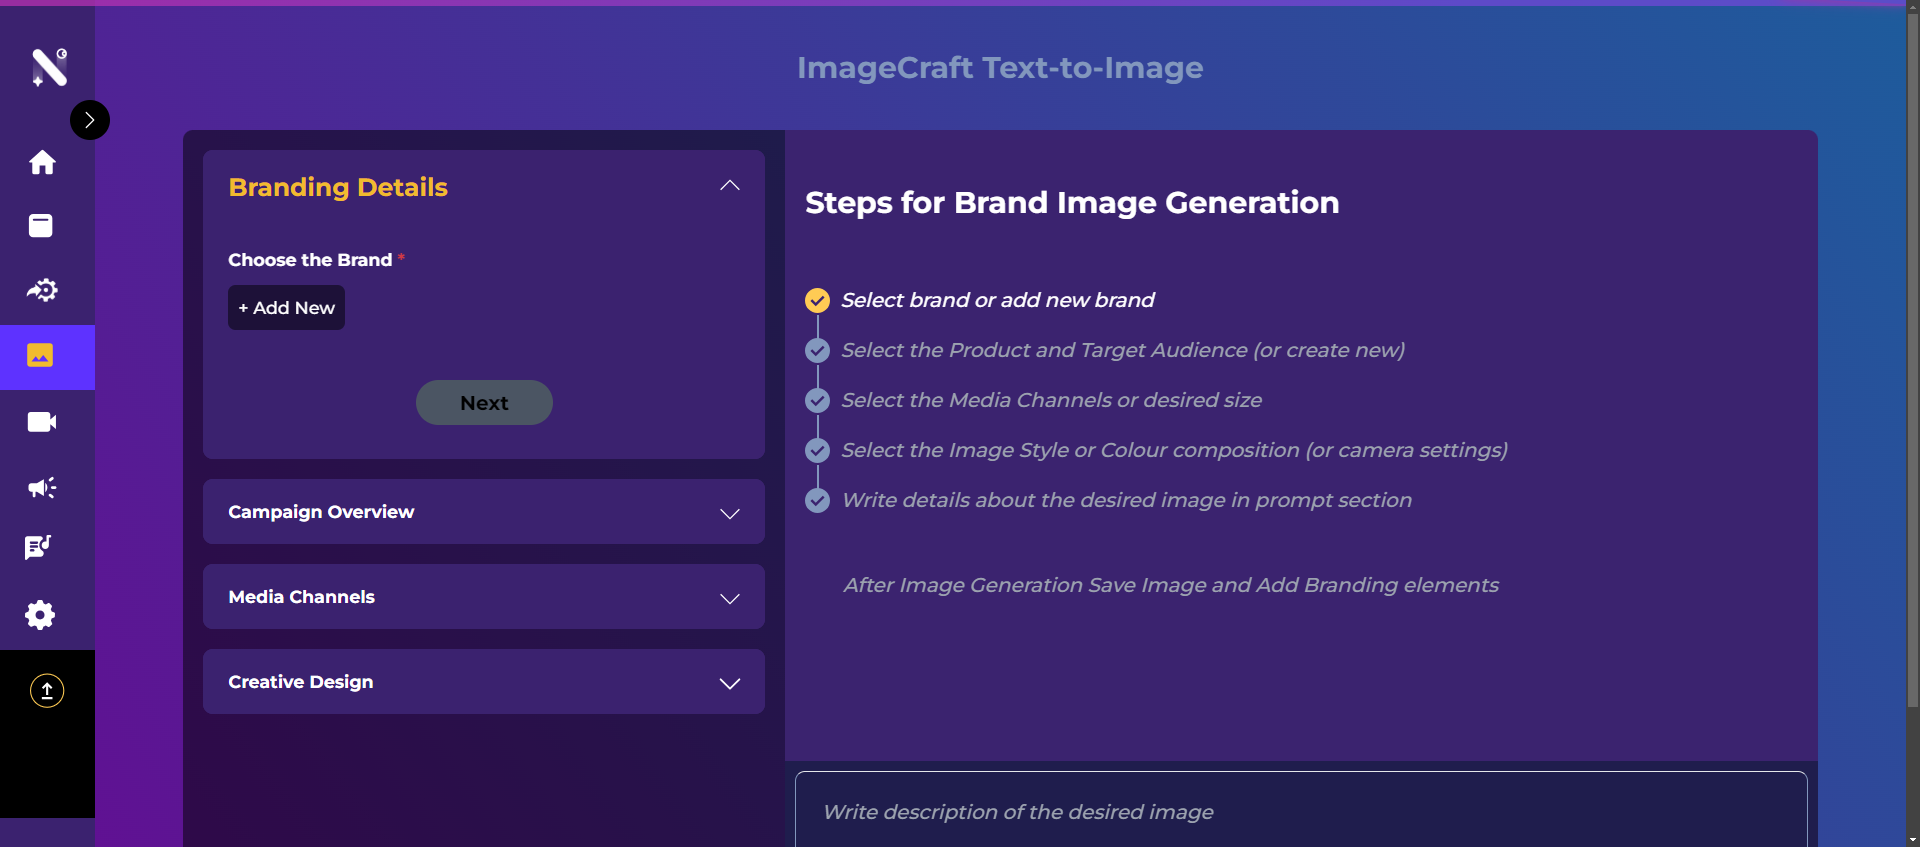 ImageCraft Text-to-Image
Branding Details
Choose the Brand *
+ Add New
Next
Campaign Overview
Media Channels
Creative Design
Steps for Brand Image Generation
Select brand or add new brand
Select the Product and Target Audience (or create new)
Select the Media Channels or desired size
Select the Image Style or Colour composition (or camera settings)
Write details about the desired image in prompt section
After Image Generation Save Image and Add Branding elements
Write description of the desired image